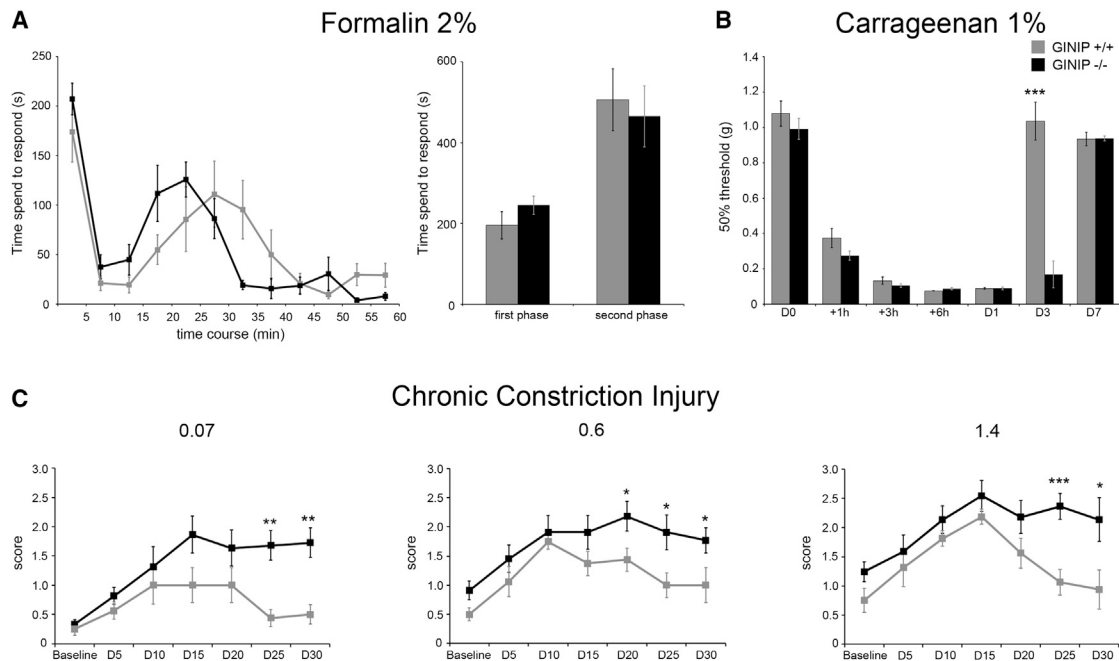 A
Formalin 2%
Time spend to respond (s)
250
200
150
100
50
0
5 10 15 20 25 30 35 40 45 50 55 60
time course (min)
Time spend to respond (s)
600
400
200
0
first phase second phase
B
Carrageenan 1%
GINIP +/+
GINIP -/-
50% threshold (g)
1.4
1.2
1.0
0.8
0.6
0.4
0.2
0
***
D0 +1h +3h +6h D1 D3 D7
C
Chronic Constriction Injury
0.07
score
3.0
2.5
2.0
1.5
1.0
0.5
0
** **
Baseline D5 D10 D15 D20 D25 D30
0.6
score
3.0
2.5
2.0
1.5
1.0
0.5
0
* * *
Baseline D5 D10 D15 D20 D25 D30
1.4
score
3.0
2.5
2.0
1.5
1.0
0.5
0
*** *
Baseline D5 D10 D15 D20 D25 D30